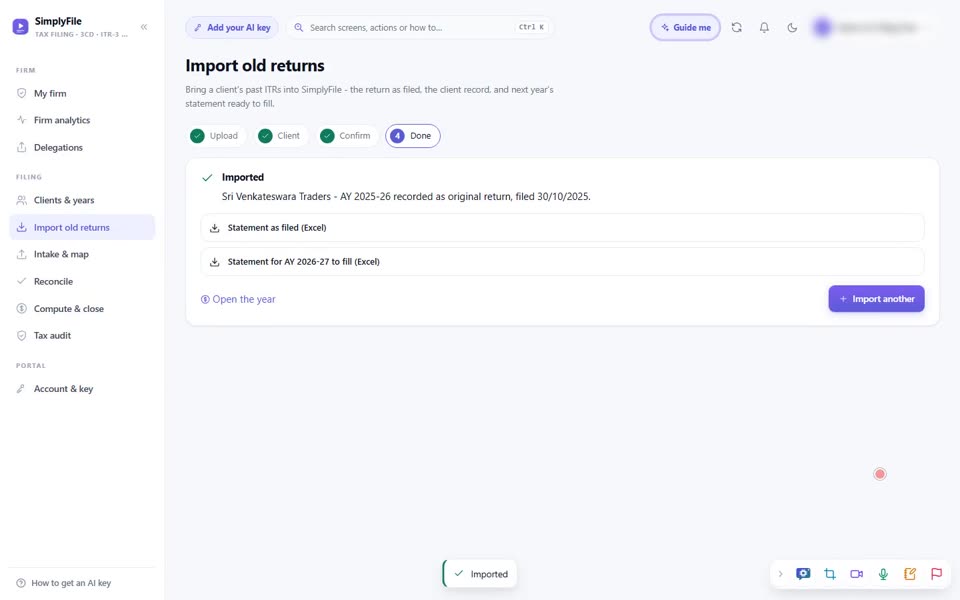 SimplyFile
TAX FILING · 3CD · ITR-3 ...
Add your AI key
Search screens, actions or how to...
Ctrl K
Guide me
FIRM
My firm
Firm analytics
Delegations
FILING
Clients & years
Import old returns
Intake & map
Reconcile
Compute & close
Tax audit
PORTAL
Account & key
How to get an AI key
Import old returns
Bring a client's past ITRs into SimplyFile - the return as filed, the client record, and next year's
statement ready to fill.
Upload
Client
Confirm
4 Done
Imported
Sri Venkateswara Traders - AY 2025-26 recorded as original return, filed 30/10/2025.
Statement as filed (Excel)
Statement for AY 2026-27 to fill (Excel)
Open the year
+ Import another
Imported